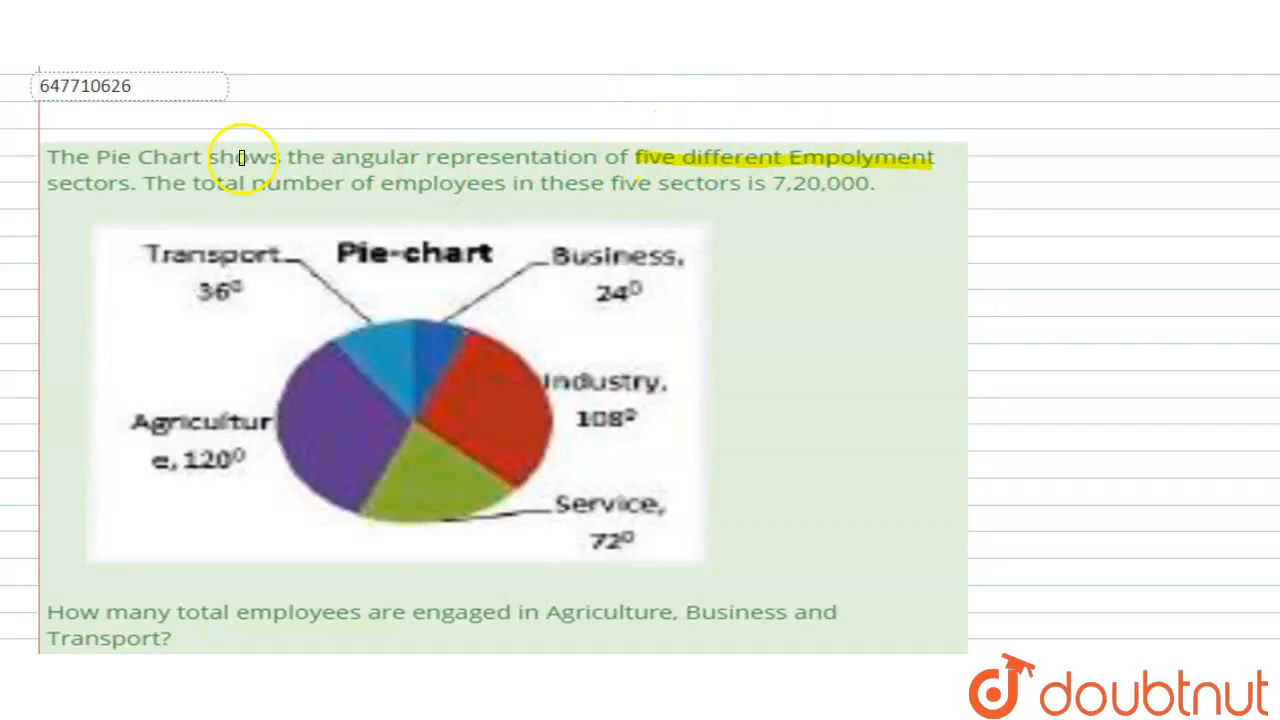 647710626
The Pie Chart shows the angular representation of five different Empolyment
sectors. The total number of employees in these five sectors is 7,20,000.
Pie-chart
Transport
36⁰
Business,
24⁰
Industry,
108⁰
Agricultur
e, 120⁰
Service,
72⁰
How many total employees are engaged in Agriculture, Business and
Transport?
doubtnut